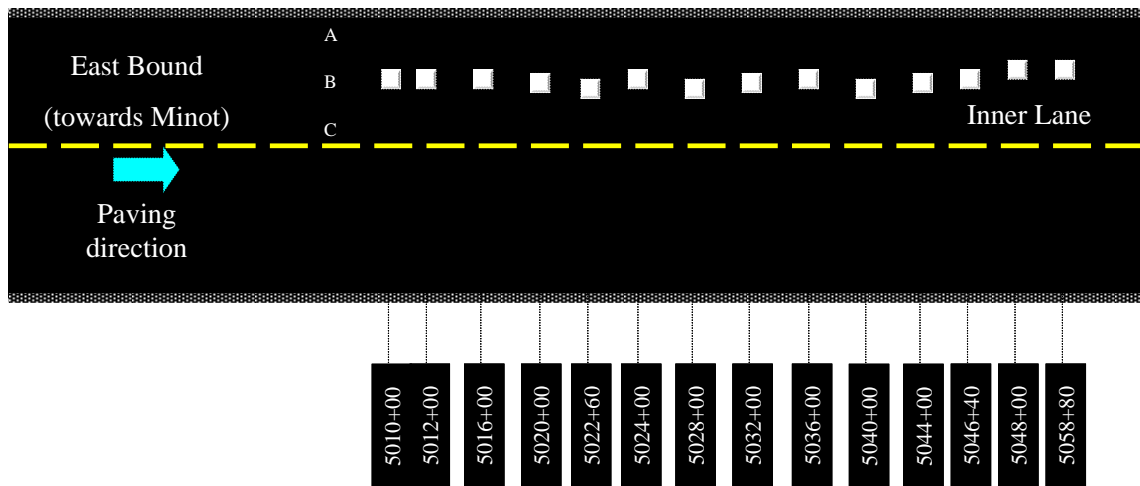 A
East Bound
B
(towards Minot)
Inner Lane
C
Paving
direction
5010+00
5012+00
5016+00
5020+00
5022+60
5024+00
5028+00
5032+00
5036+00
5040+00
5044+00
5046+40
5048+00
5058+80